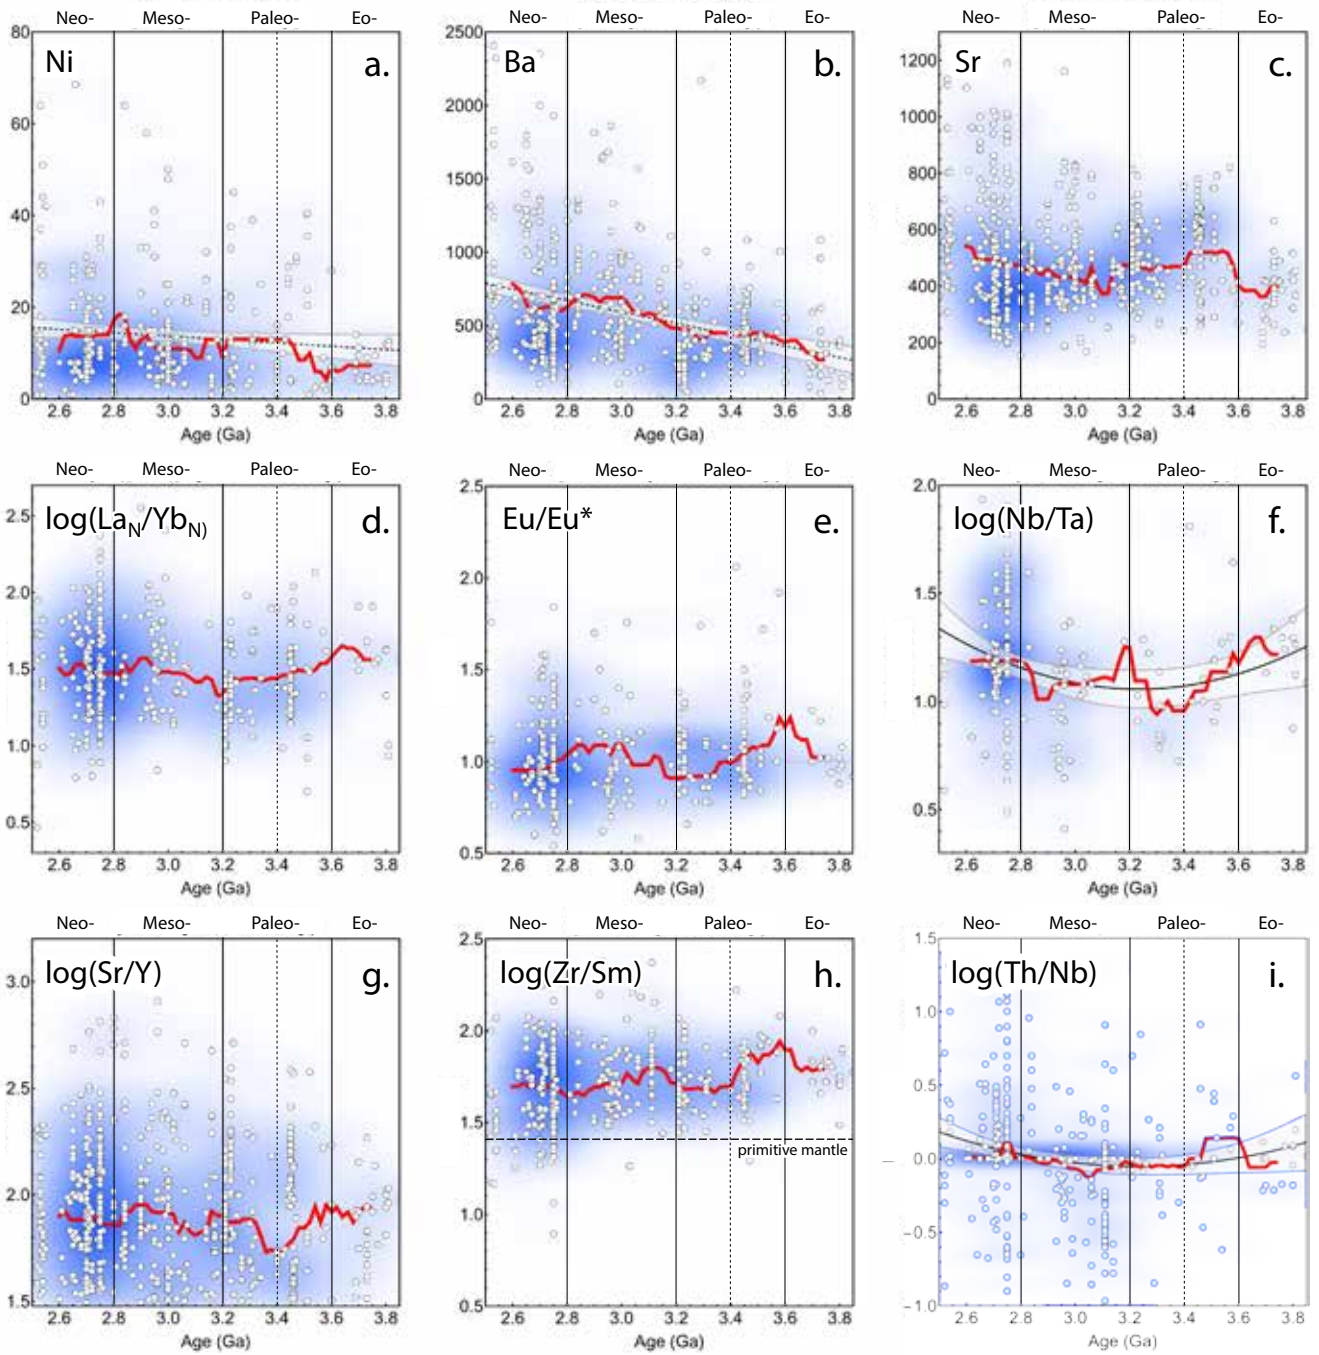 Neo- Meso- Paleo- Eo-
Neo- Meso- Paleo- Eo-
Neo- Meso- Paleo- Eo-
Ni a.
80
60
40
20
0
2.6 2.8 3.0 3.2 3.4 3.6 3.8
Age (Ga)
Ba b.
2500
2000
1500
1000
500
0
2.6 2.8 3.0 3.2 3.4 3.6 3.8
Age (Ga)
Sr c.
1200
1000
800
600
400
200
0
2.6 2.8 3.0 3.2 3.4 3.6 3.8
Age (Ga)
Neo- Meso- Paleo- Eo-
Neo- Meso- Paleo- Eo-
Neo- Meso- Paleo- Eo-
log(LaN/YbN) d.
2.5
2.0
1.5
1.0
0.5
2.6 2.8 3.0 3.2 3.4 3.6 3.8
Age (Ga)
Eu/Eu* e.
2.5
2.0
1.5
1.0
0.5
2.6 2.8 3.0 3.2 3.4 3.6 3.8
Age (Ga)
log(Nb/Ta) f.
2.0
1.5
1.0
0.5
2.6 2.8 3.0 3.2 3.4 3.6 3.8
Age (Ga)
Neo- Meso- Paleo- Eo-
Neo- Meso- Paleo- Eo-
Neo- Meso- Paleo- Eo-
log(Sr/Y) g.
3.0
2.5
2.0
1.5
2.6 2.8 3.0 3.2 3.4 3.6 3.8
Age (Ga)
log(Zr/Sm) h.
2.5
2.0
1.5
primitive mantle
1.0
0.5
2.6 2.8 3.0 3.2 3.4 3.6 3.8
Age (Ga)
log(Th/Nb) i.
1.5
1.0
0.5
0.0
−0.5
−1.0
2.6 2.8 3.0 3.2 3.4 3.6 3.8
Age (Ga)